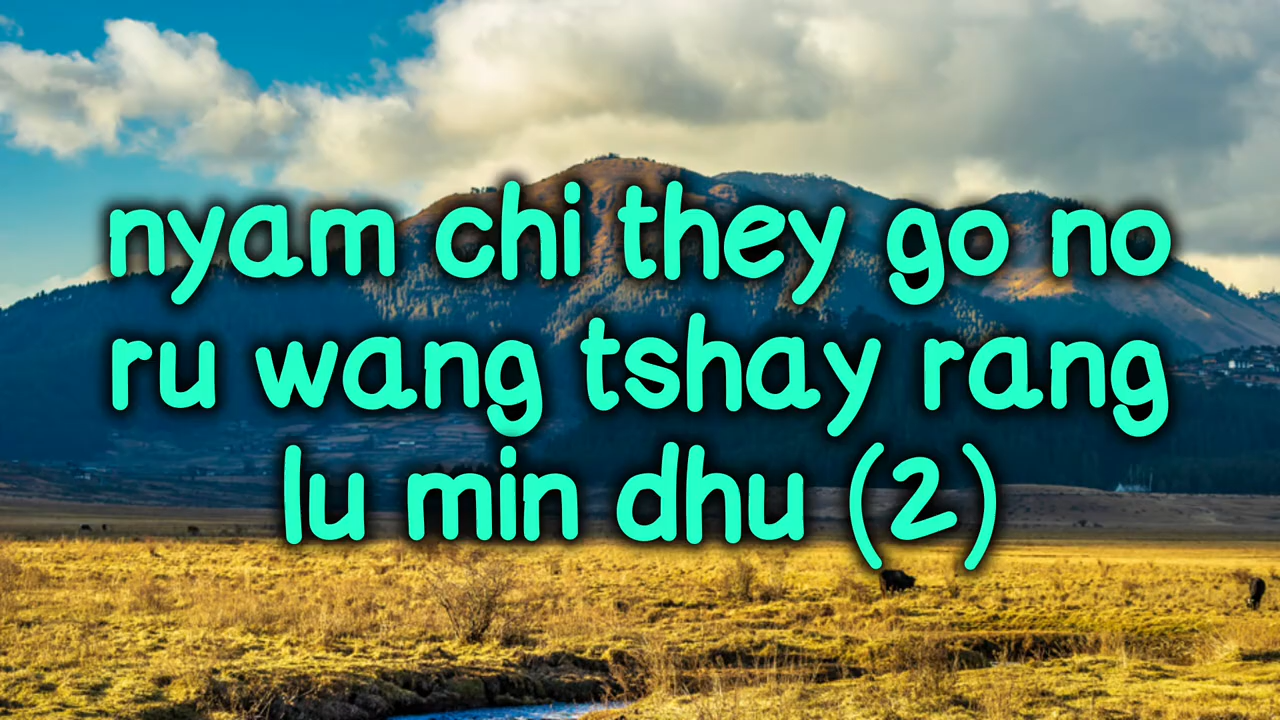 nyam chi they go no
ru wang tshay rang
lu min dhu (2)